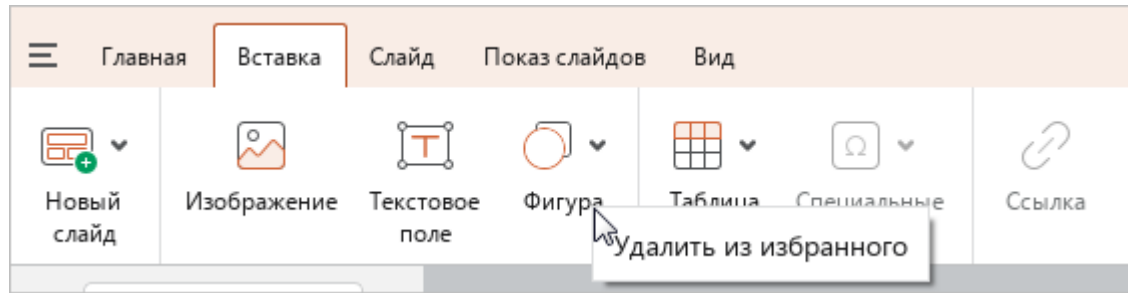 Главная Вставка Слайд Показ слайдов Вид
Новый слайд
Изображение
Текстовое поле
Фигура
Таблица
Специальные
Ссылка
Удалить из избранного